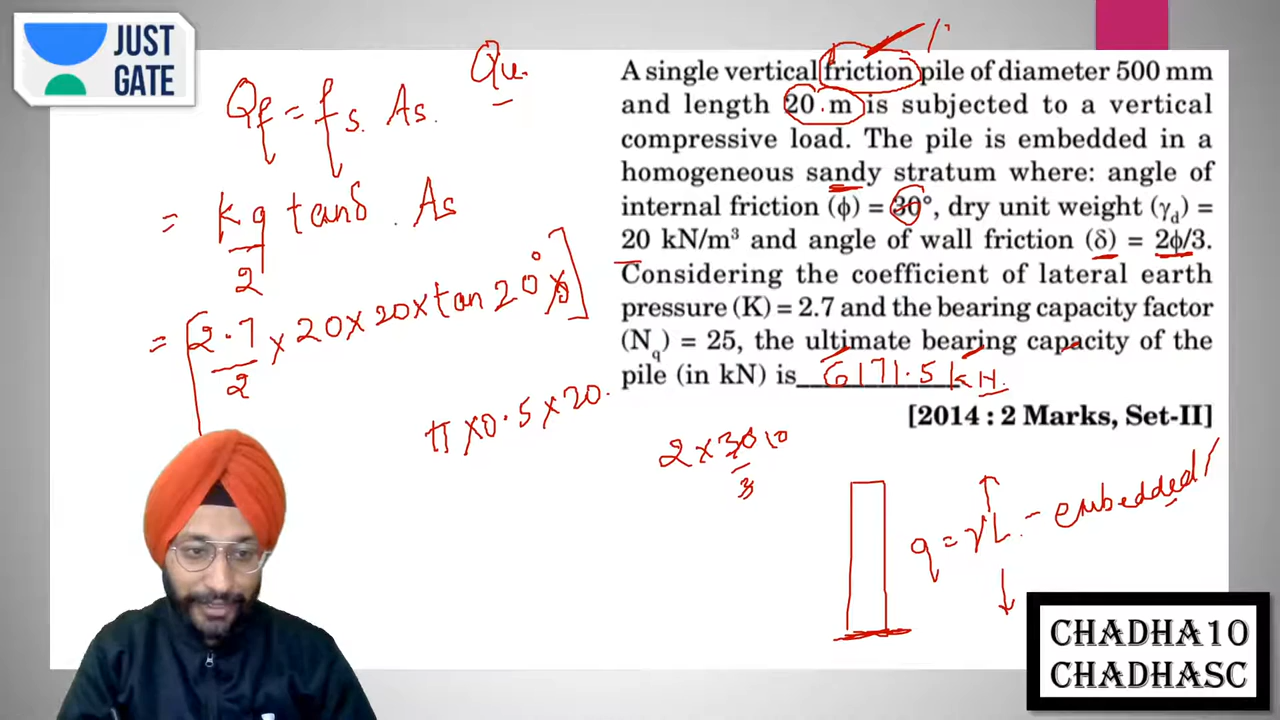 JUST
GATE
Qu.
Qf = fs. As.
= Kq/2 tanδ . As
= [2.7/2 × 20 × 20 × tan 20° ×]
π × 0.5 × 20.
A single vertical friction pile of diameter 500 mm
and length 20 m is subjected to a vertical
compressive load. The pile is embedded in a
homogeneous sandy stratum where: angle of
internal friction (ϕ) = 30°, dry unit weight (γd) =
20 kN/m³ and angle of wall friction (δ) = 2ϕ/3.
Considering the coefficient of lateral earth
pressure (K) = 2.7 and the bearing capacity factor
(Nq) = 25, the ultimate bearing capacity of the
pile (in kN) is 6171.5 kN.
[2014 : 2 Marks, Set-II]
2 × 30/3 10
q = γL - embedded
CHADHA10
CHADHASC